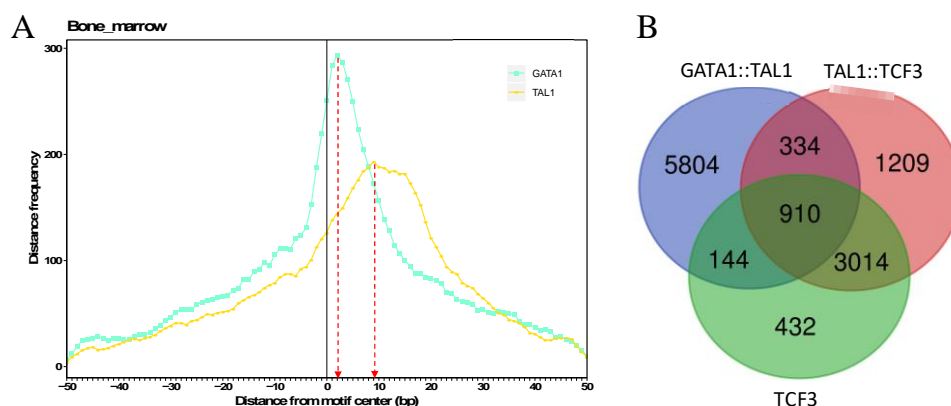 A
Bone_marrow
300
200
100
0
Distance frequency
GATA1
TAL1
−50 −40 −30 −20 −10 0 10 20 30 40 50
Distance from motif center (bp)
B
GATA1::TAL1 TAL1::TCF3
5804 334 1209
910
144 3014
432
TCF3